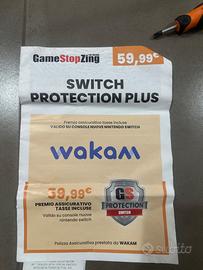 GameStopZing
59,99€
SWITCH
PROTECTION PLUS
Premio assicurativo tasse incluse
VALIDO SU CONSOLE NUOVE NINTENDO SWITCH
wakam
39,99€
PREMIO ASSICURATIVO
TASSE INCLUSE
Valido su console nuove
nintendo switch
GS
PROTECTION
SWITCH
Polizza Assicurativa prestata da WAKAM
subito